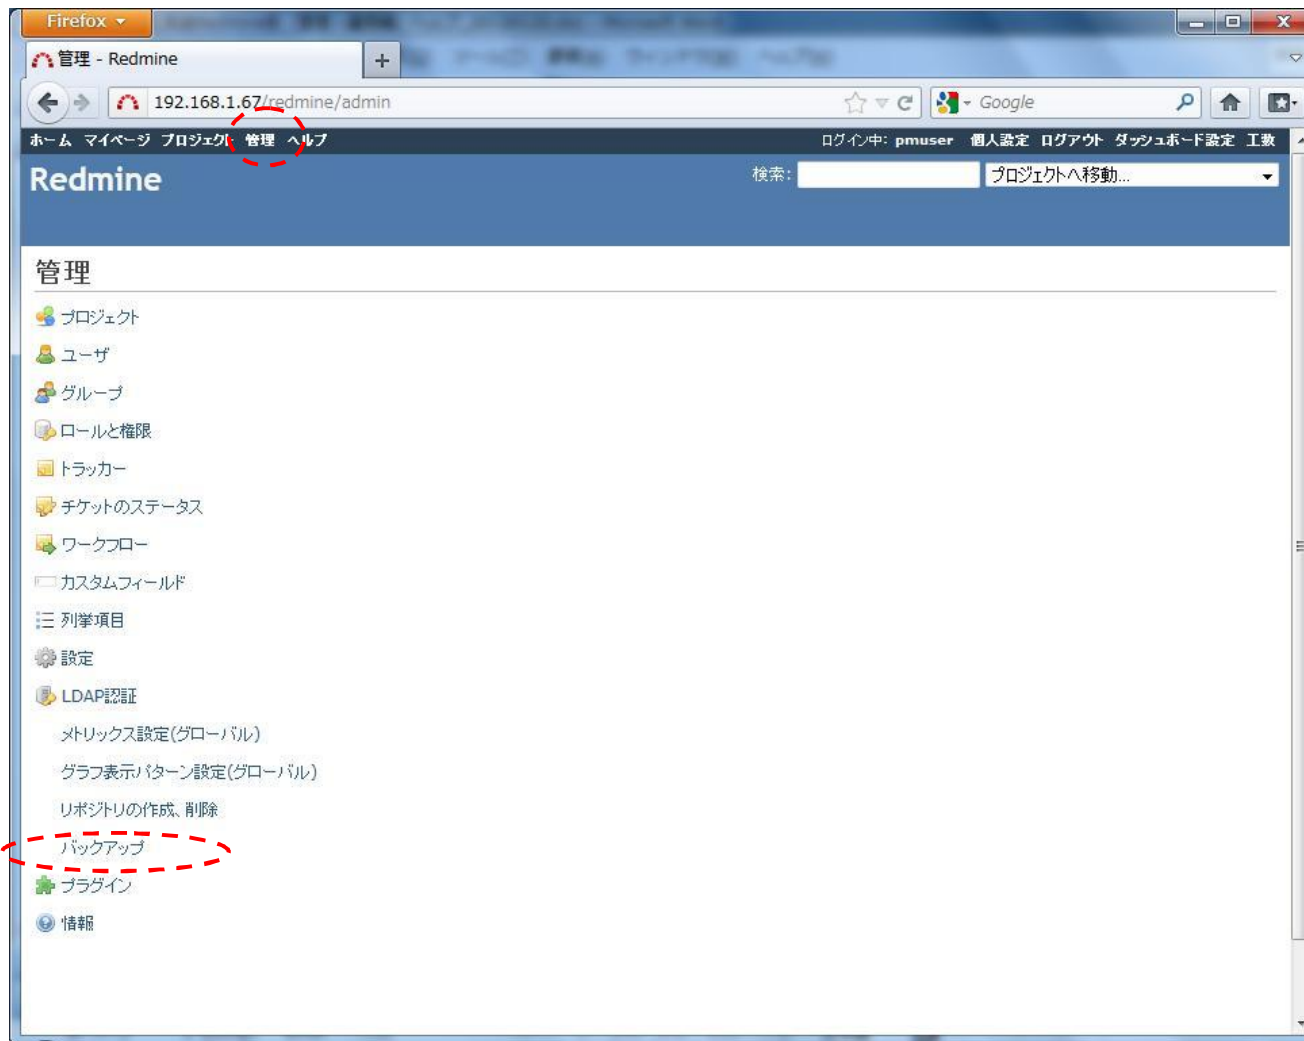 Firefox
管理 - Redmine
192.168.1.67/redmine/admin
Google
ホーム マイページ プロジェクト 管理 ヘルプ
ログイン中: pmuser 個人設定 ログアウト ダッシュボード設定 工数
Redmine
検索:
プロジェクトへ移動...
管理
プロジェクト
ユーザ
グループ
ロールと権限
トラッカー
チケットのステータス
ワークフロー
カスタムフィールド
列挙項目
設定
LDAP認証
メトリックス設定(グローバル)
グラフ表示パターン設定(グローバル)
リポジトリの作成、削除
バックアップ
プラグイン
情報